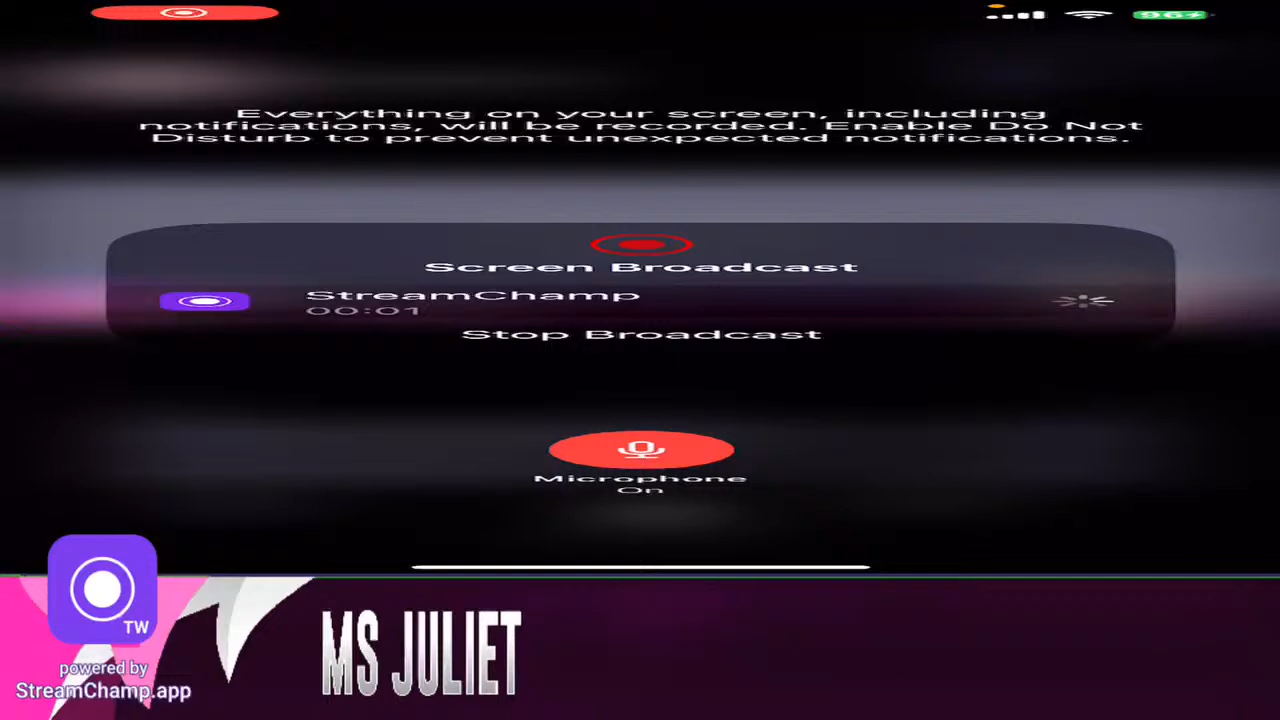 96
Everything on your screen, including
notifications, will be recorded. Enable Do Not
Disturb to prevent unexpected notifications.
Screen Broadcast
StreamChamp
00:01
Stop Broadcast
Microphone
On
TW
powered by
StreamChamp.app
MS JULIET